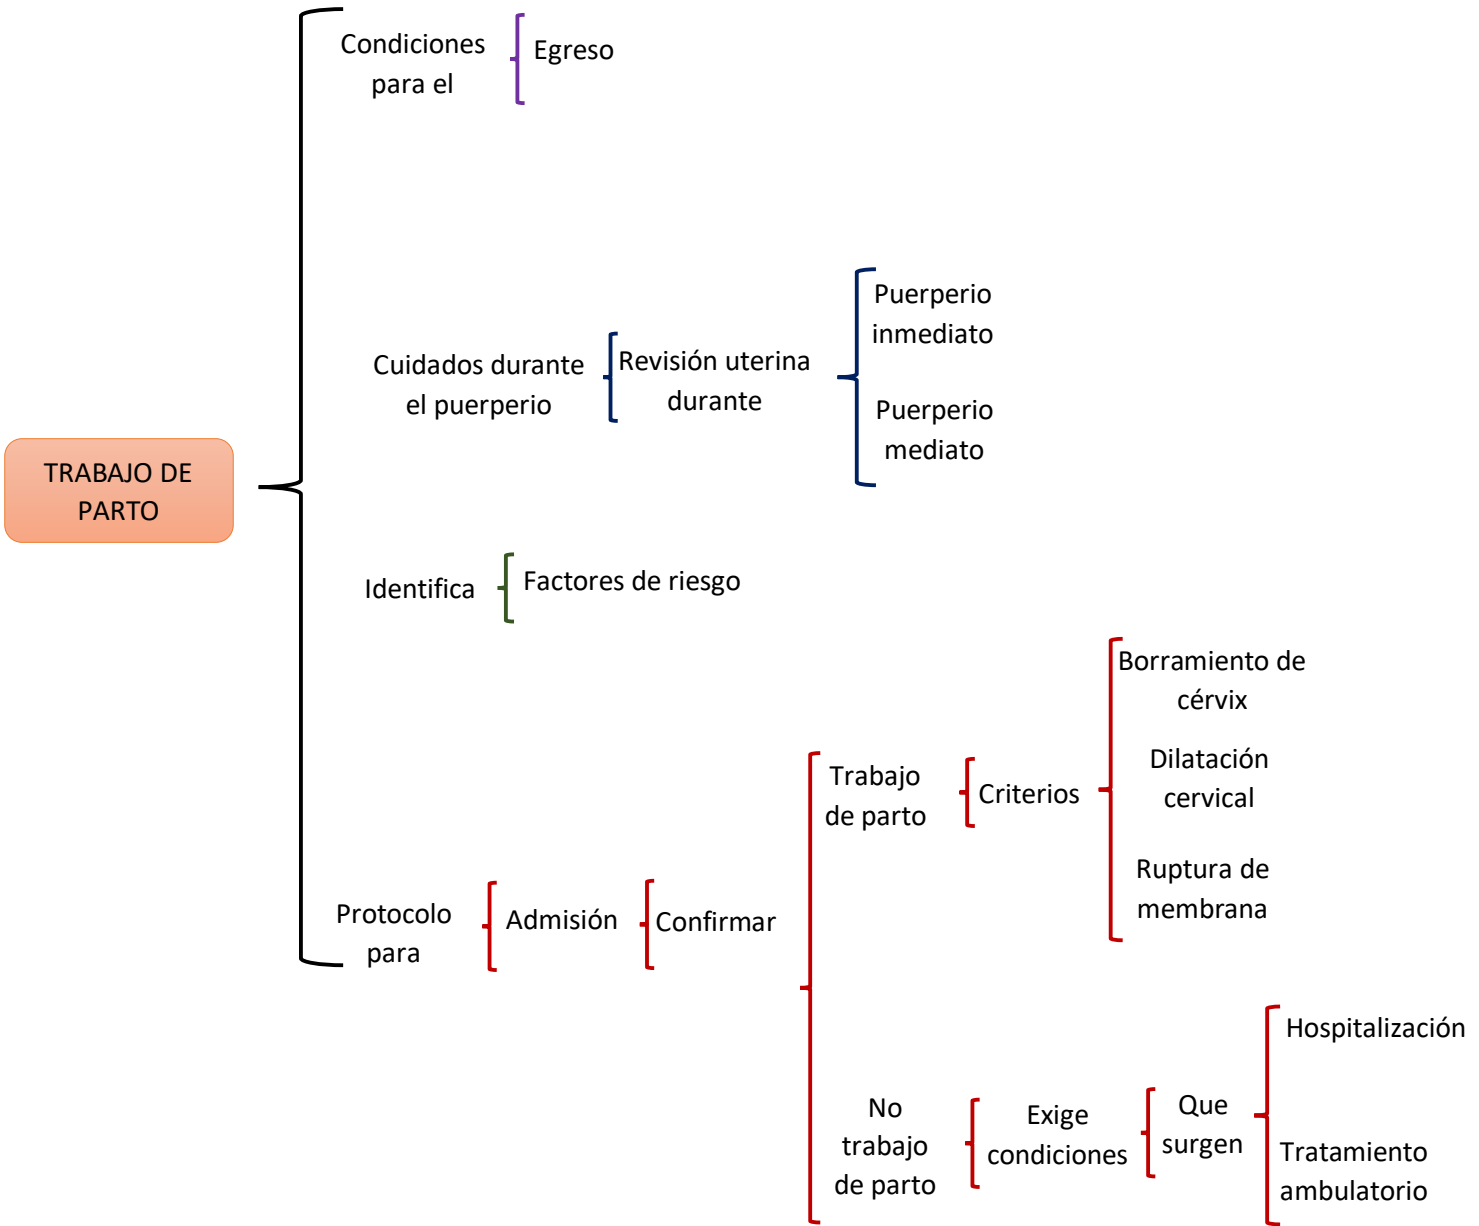 TRABAJO DE
PARTO
Condiciones
para el
Egreso
Cuidados durante
el puerperio
Revisión uterina
durante
Puerperio
inmediato
Puerperio
mediato
Identifica
Factores de riesgo
Protocolo
para
Admisión
Confirmar
Trabajo
de parto
Criterios
Borramiento de
cérvix
Dilatación
cervical
Ruptura de
membrana
No
trabajo
de parto
Exige
condiciones
Que
surgen
Hospitalización
Tratamiento
ambulatorio